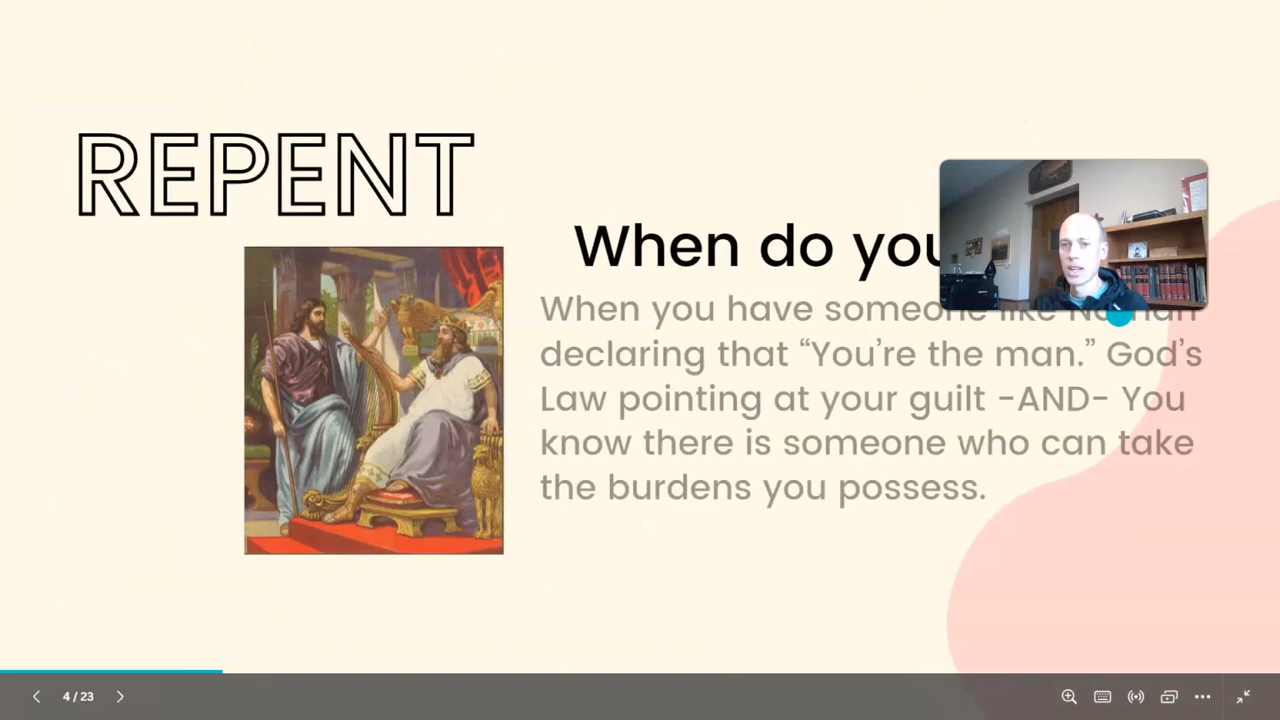 REPENT
When do you
When you have someone like
declaring that “You’re the man.” God’s
Law pointing at your guilt -AND- You
know there is someone who can take
the burdens you possess.
4 / 23